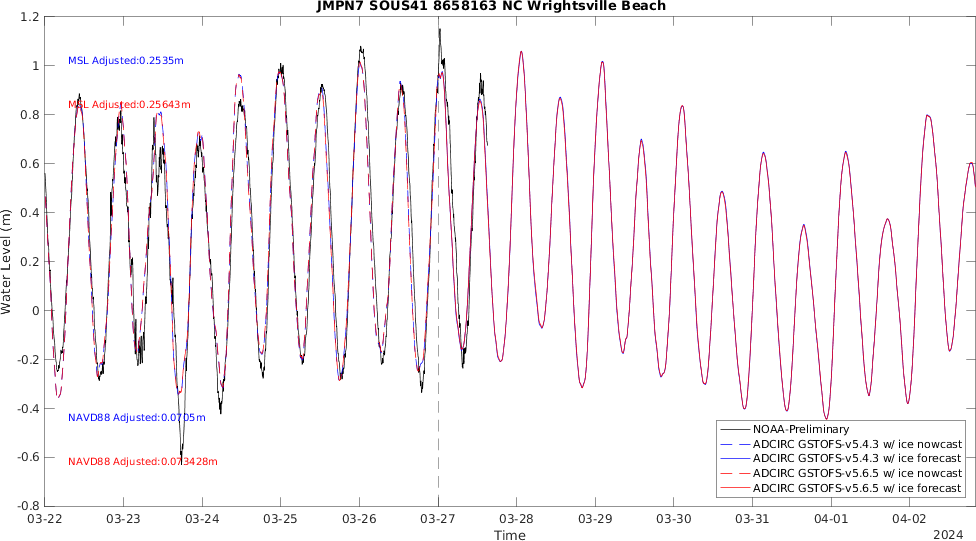 JMPN7 SOUS41 8658163 NC Wrightsville Beach
1.2
1
0.8
0.6
0.4
0.2
0
-0.2
-0.4
-0.6
-0.8
Water Level (m)
MSL Adjusted:0.2535m
MSL Adjusted:0.25643m
NAVD88 Adjusted:0.0705m
NAVD88 Adjusted:0.073428m
NOAA-Preliminary
ADCIRC GSTOFS-v5.4.3 w/ ice nowcast
ADCIRC GSTOFS-v5.4.3 w/ ice forecast
ADCIRC GSTOFS-v5.6.5 w/ ice nowcast
ADCIRC GSTOFS-v5.6.5 w/ ice forecast
03-22 03-23 03-24 03-25 03-26 03-27 03-28 03-29 03-30 03-31 04-01 04-02
Time
2024